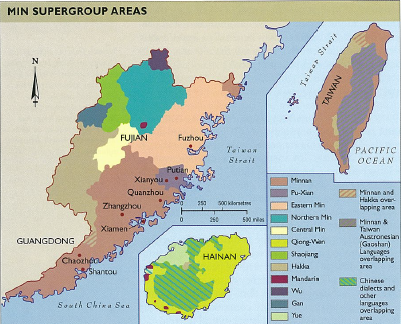 MIN SUPERGROUP AREAS
N
FUJIAN
Fuzhou
Putian
Xianyou
Quanzhou
Zhangzhou
Xiamen
GUANGDONG
Chaozhou
Shantou
South China Sea
Taiwan
Strait
250 500 kilometres
250 500 miles
Taiwan Strait
TAIWAN
PACIFIC
OCEAN
HAINAN
Minnan
Pu-Xian
Eastern Min
Northern Min
Central Min
Qiong-Wen
Shaojiang
Hakka
Mandarin
Wu
Gan
Yue
Minnan and
Hakka over-
lapping area
Minnan &
Taiwan
Austronesian
(Gaoshan)
Languages
overlapping
area
Chinese
dialects and
other
languages
overlapping
area